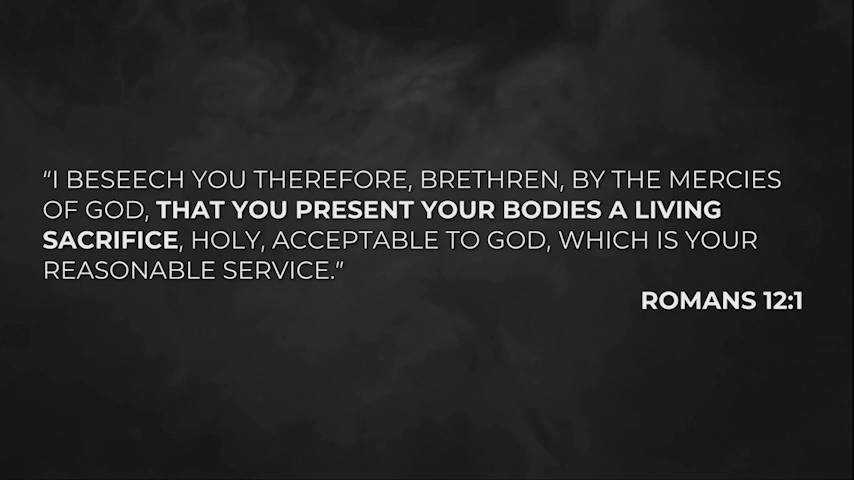 “I BESEECH YOU THEREFORE, BRETHREN, BY THE MERCIES
OF GOD, THAT YOU PRESENT YOUR BODIES A LIVING
SACRIFICE, HOLY, ACCEPTABLE TO GOD, WHICH IS YOUR
REASONABLE SERVICE.”
ROMANS 12:1